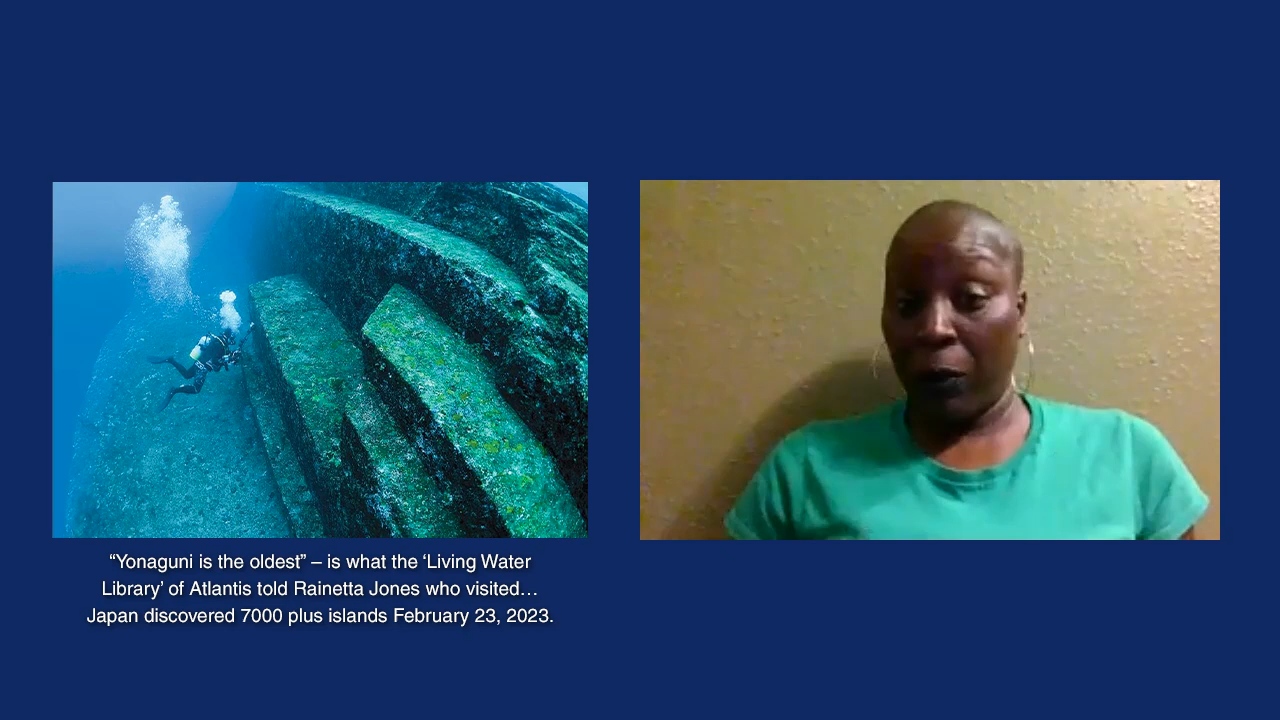 “Yonaguni is the oldest” – is what the ‘Living Water
Library’ of Atlantis told Rainetta Jones who visited…
Japan discovered 7000 plus islands February 23, 2023.